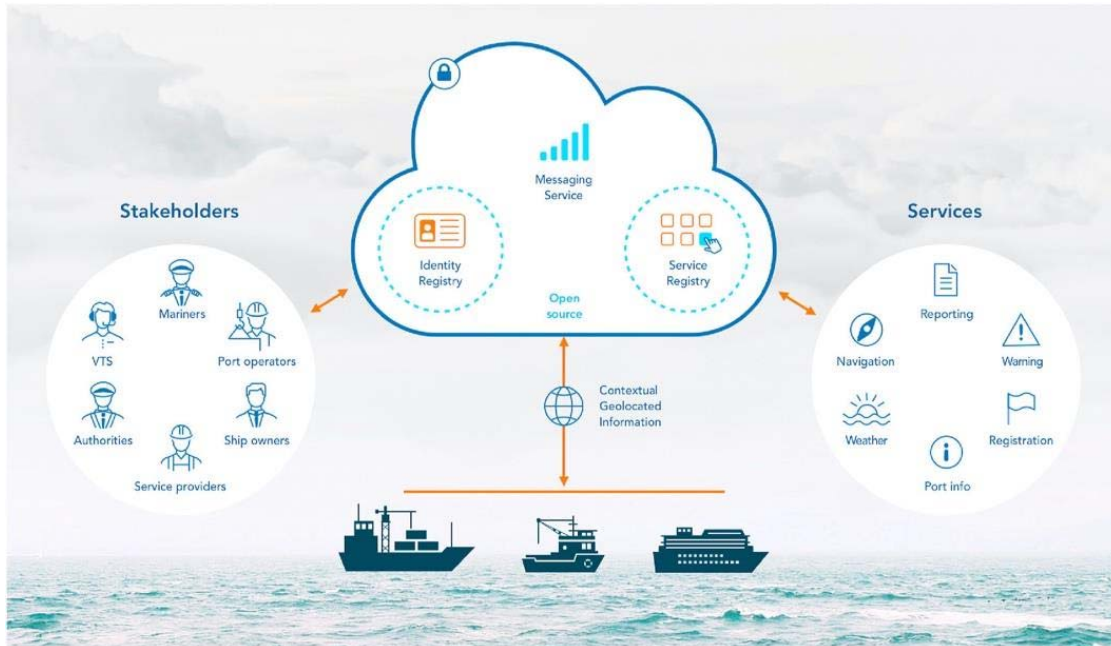 Messaging
Service
Stakeholders
Services
Identity
Registry
Service
Registry
Open
source
Mariners
VTS
Port operators
Authorities
Ship owners
Service providers
Reporting
Navigation
Warning
Weather
Registration
Port info
Contextual
Geolocated
Information